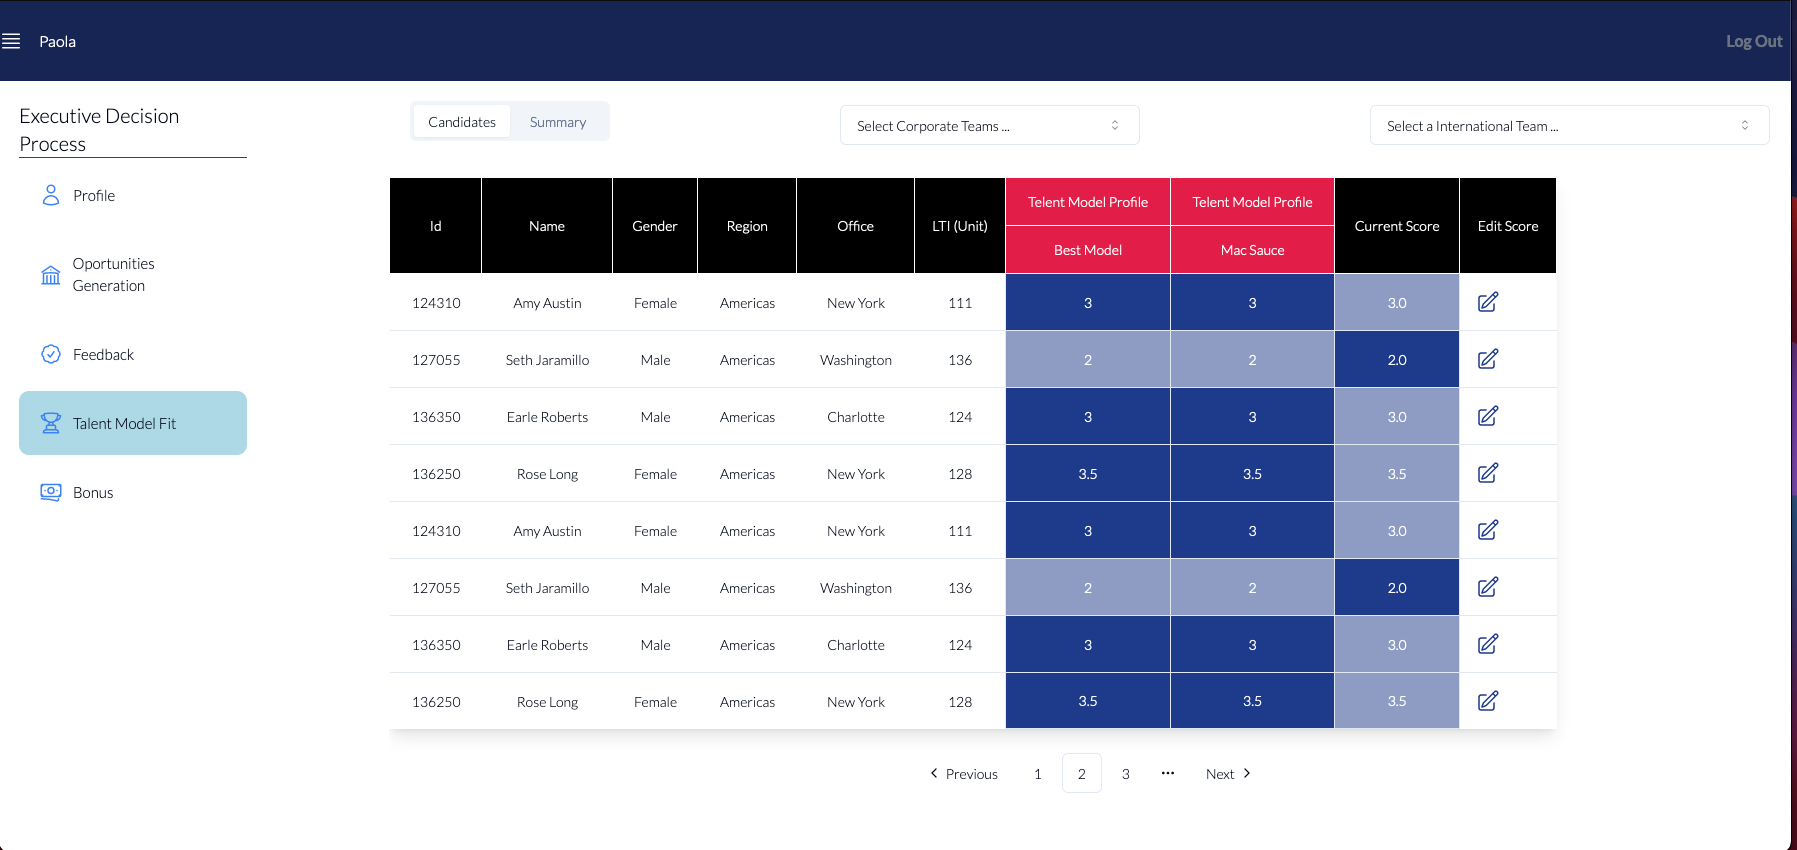 Paola
Log Out
Executive Decision
Process
Profile
Oportunities
Generation
Feedback
Talent Model Fit
Bonus
Candidates Summary
Select Corporate Teams ...
Select a International Team ...
Id Name Gender Region Office LTI (Unit) Telent Model Profile Telent Model Profile Current Score Edit Score
Best Model Mac Sauce
124310 Amy Austin Female Americas New York 111 3 3 3.0
127055 Seth Jaramillo Male Americas Washington 136 2 2 2.0
136350 Earle Roberts Male Americas Charlotte 124 3 3 3.0
136250 Rose Long Female Americas New York 128 3.5 3.5 3.5
124310 Amy Austin Female Americas New York 111 3 3 3.0
127055 Seth Jaramillo Male Americas Washington 136 2 2 2.0
136350 Earle Roberts Male Americas Charlotte 124 3 3 3.0
136250 Rose Long Female Americas New York 128 3.5 3.5 3.5
Previous 1 2 3 ... Next